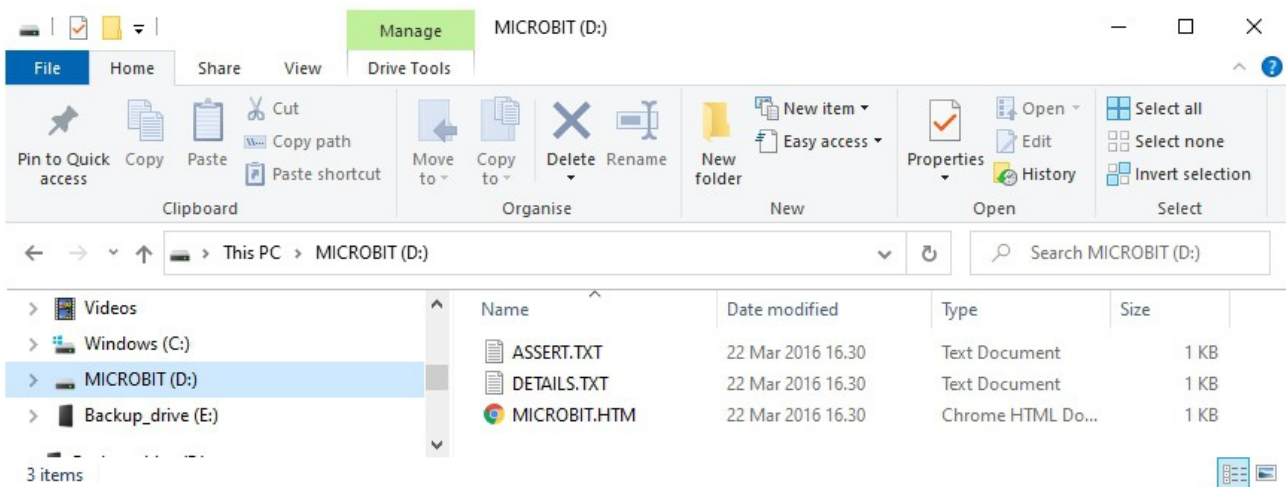 Manage MICROBIT (D:)
File Home Share View Drive Tools
Pin to Quick access
Copy
Paste
Cut
Copy path
Paste shortcut
Clipboard
Move to
Copy to
Delete
Rename
Organise
New folder
New item
Easy access
New
Properties
Open
Edit
History
Open
Select all
Select none
Invert selection
Select
This PC MICROBIT (D:)
Search MICROBIT (D:)
Videos
Windows (C:)
MICROBIT (D:)
Backup_drive (E:)
Name Date modified Type Size
ASSERT.TXT 22 Mar 2016 16.30 Text Document 1 KB
DETAILS.TXT 22 Mar 2016 16.30 Text Document 1 KB
MICROBIT.HTM 22 Mar 2016 16.30 Chrome HTML Do... 1 KB
3 items